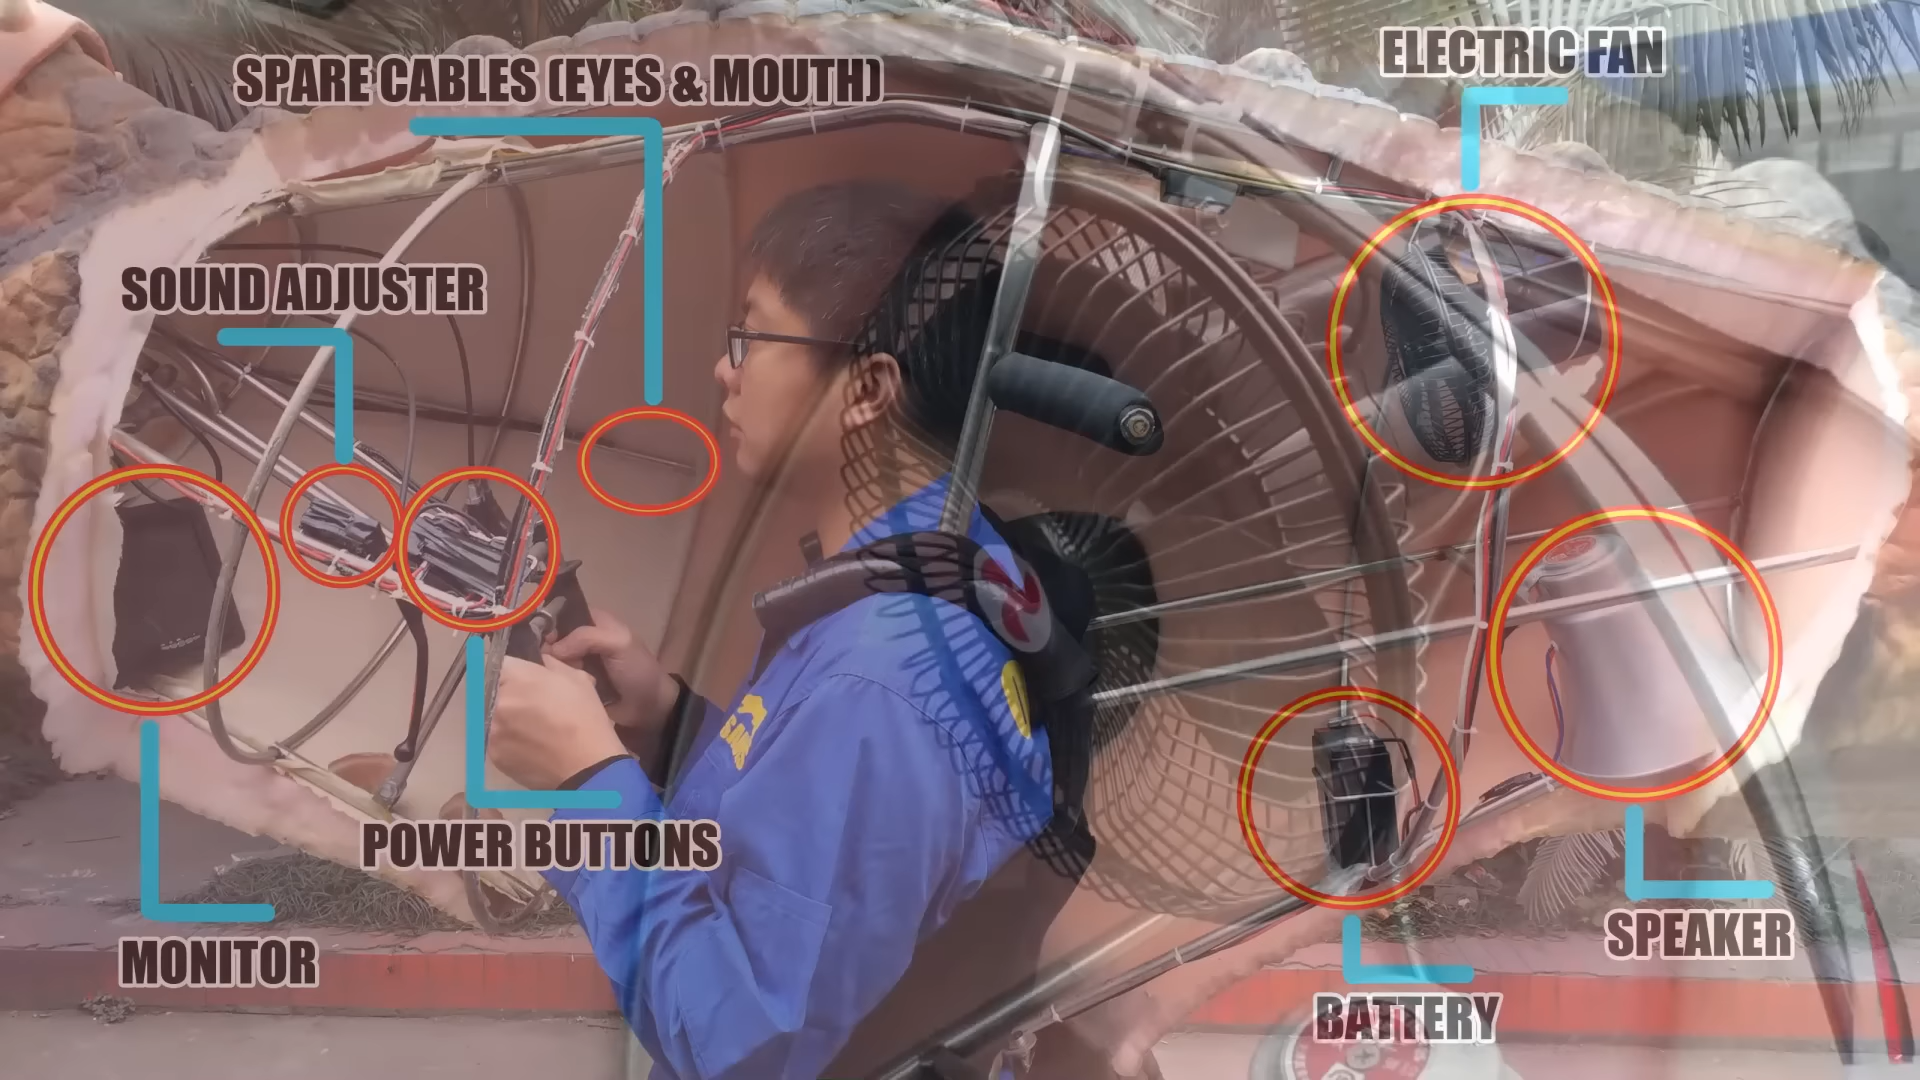 ELECTRIC FAN
SPARE CABLES (EYES & MOUTH)
SOUND ADJUSTER
POWER BUTTONS
SPEAKER
MONITOR
BATTERY